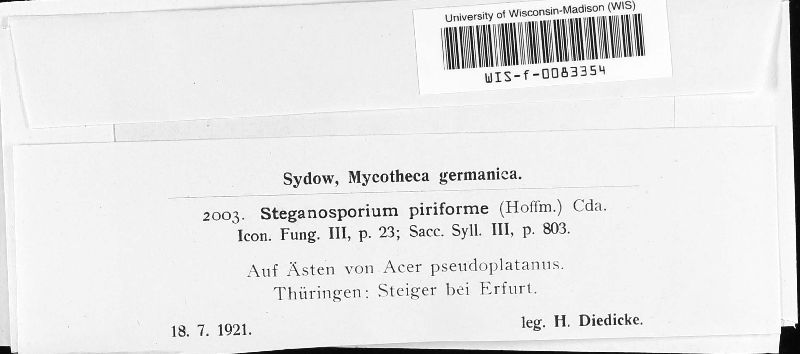 University of Wisconsin-Madison (WIS)
WIS-f-0083354
Sydow, Mycotheca germanica.
2003. Steganosporium piriforme (Hoffm.) Cda.
Icon. Fung. III, p. 23; Sacc. Syll. III, p. 803.
Auf Ästen von Acer pseudoplatanus.
Thüringen: Steiger bei Erfurt.
18. 7. 1921.
leg. H. Diedicke.